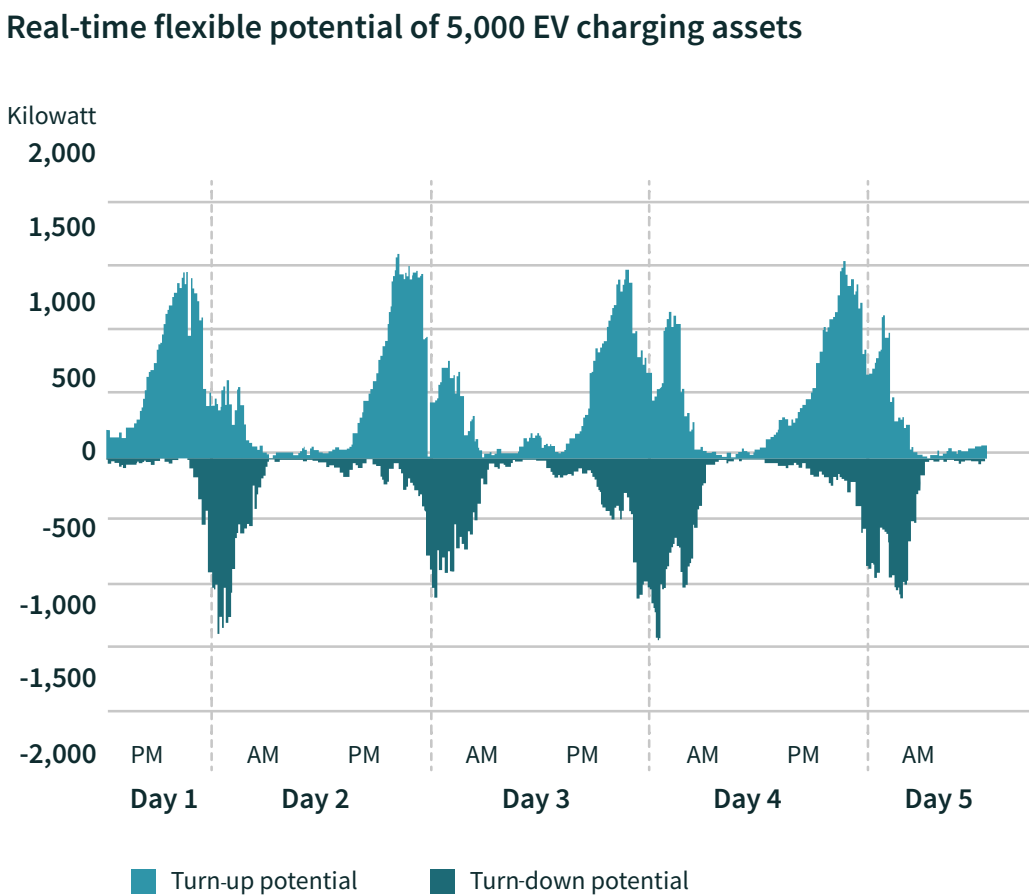 Real-time flexible potential of 5,000 EV charging assets
Kilowatt
2,000
1,500
1,000
500
0
-500
-1,000
-1,500
-2,000
PM AM PM AM PM AM PM AM
Day 1 Day 2 Day 3 Day 4 Day 5
Turn-up potential Turn-down potential